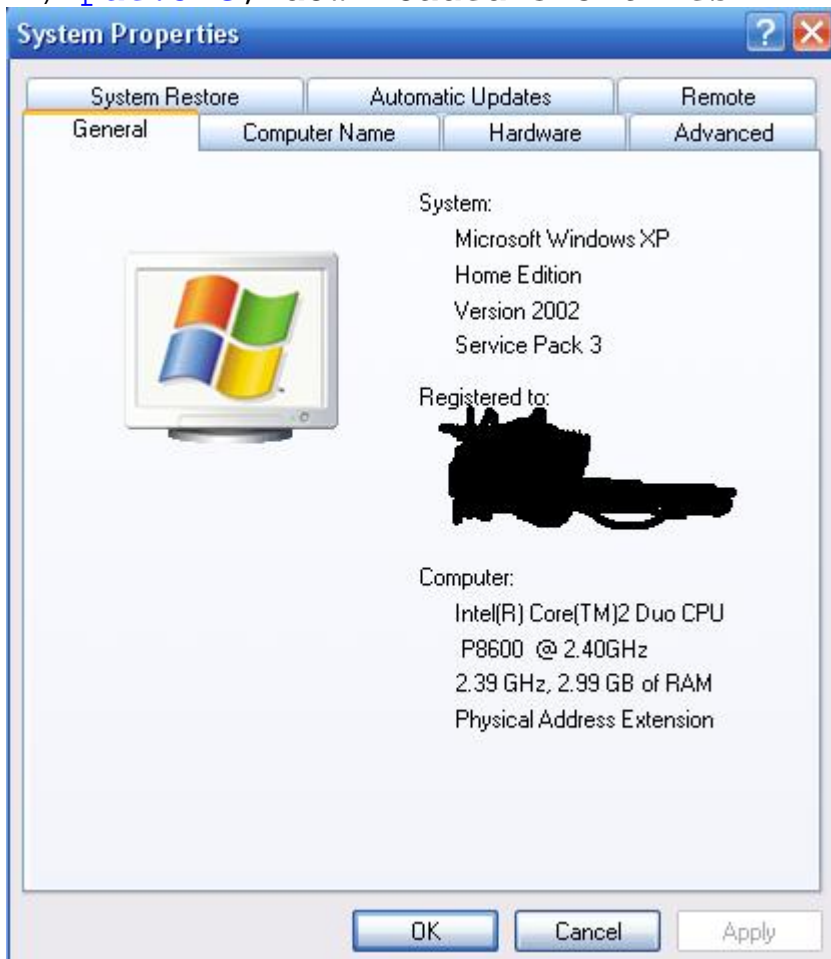 System Properties
System Restore Automatic Updates Remote
General Computer Name Hardware Advanced
System:
Microsoft Windows XP
Home Edition
Version 2002
Service Pack 3
Registered to:
Computer:
Intel(R) Core(TM)2 Duo CPU
P8600 @ 2.40GHz
2.39 GHz, 2.99 GB of RAM
Physical Address Extension
OK Cancel Apply